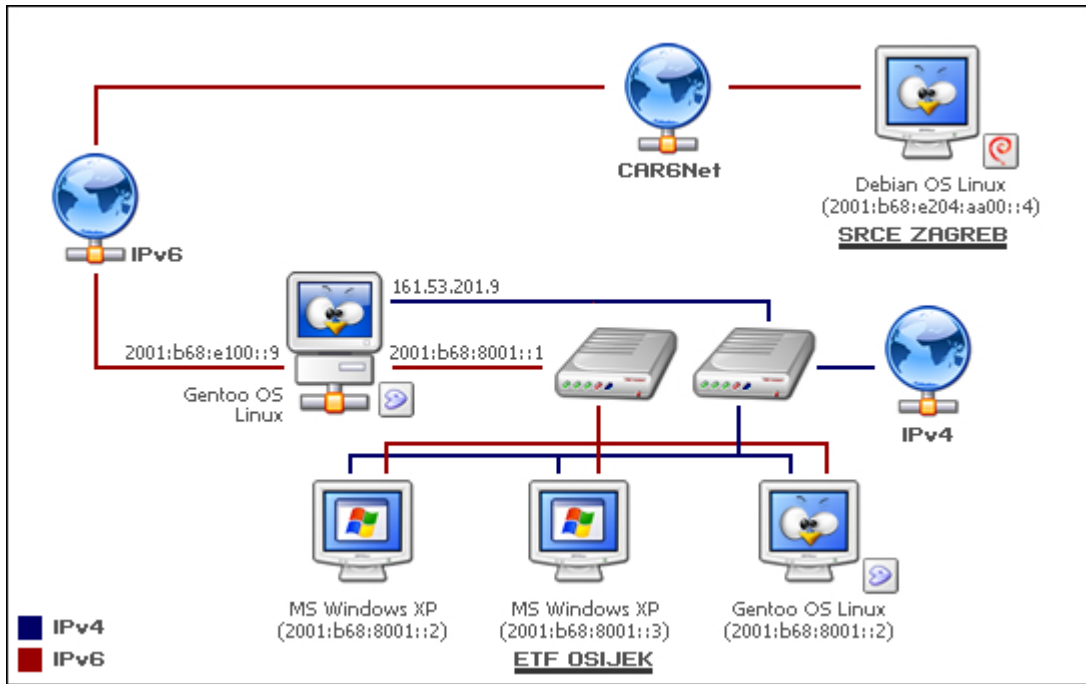 CAR6Net
Debian OS Linux
(2001:b68:e204:aa00::4)
SRCE ZAGREB
IPv6
161.53.201.9
2001:b68:e100::9
2001:b68:8001::1
Gentoo OS
Linux
IPv4
MS Windows XP
(2001:b68:8001::2)
MS Windows XP
(2001:b68:8001::3)
Gentoo OS Linux
(2001:b68:8001::2)
ETF OSIJEK
IPv4
IPv6